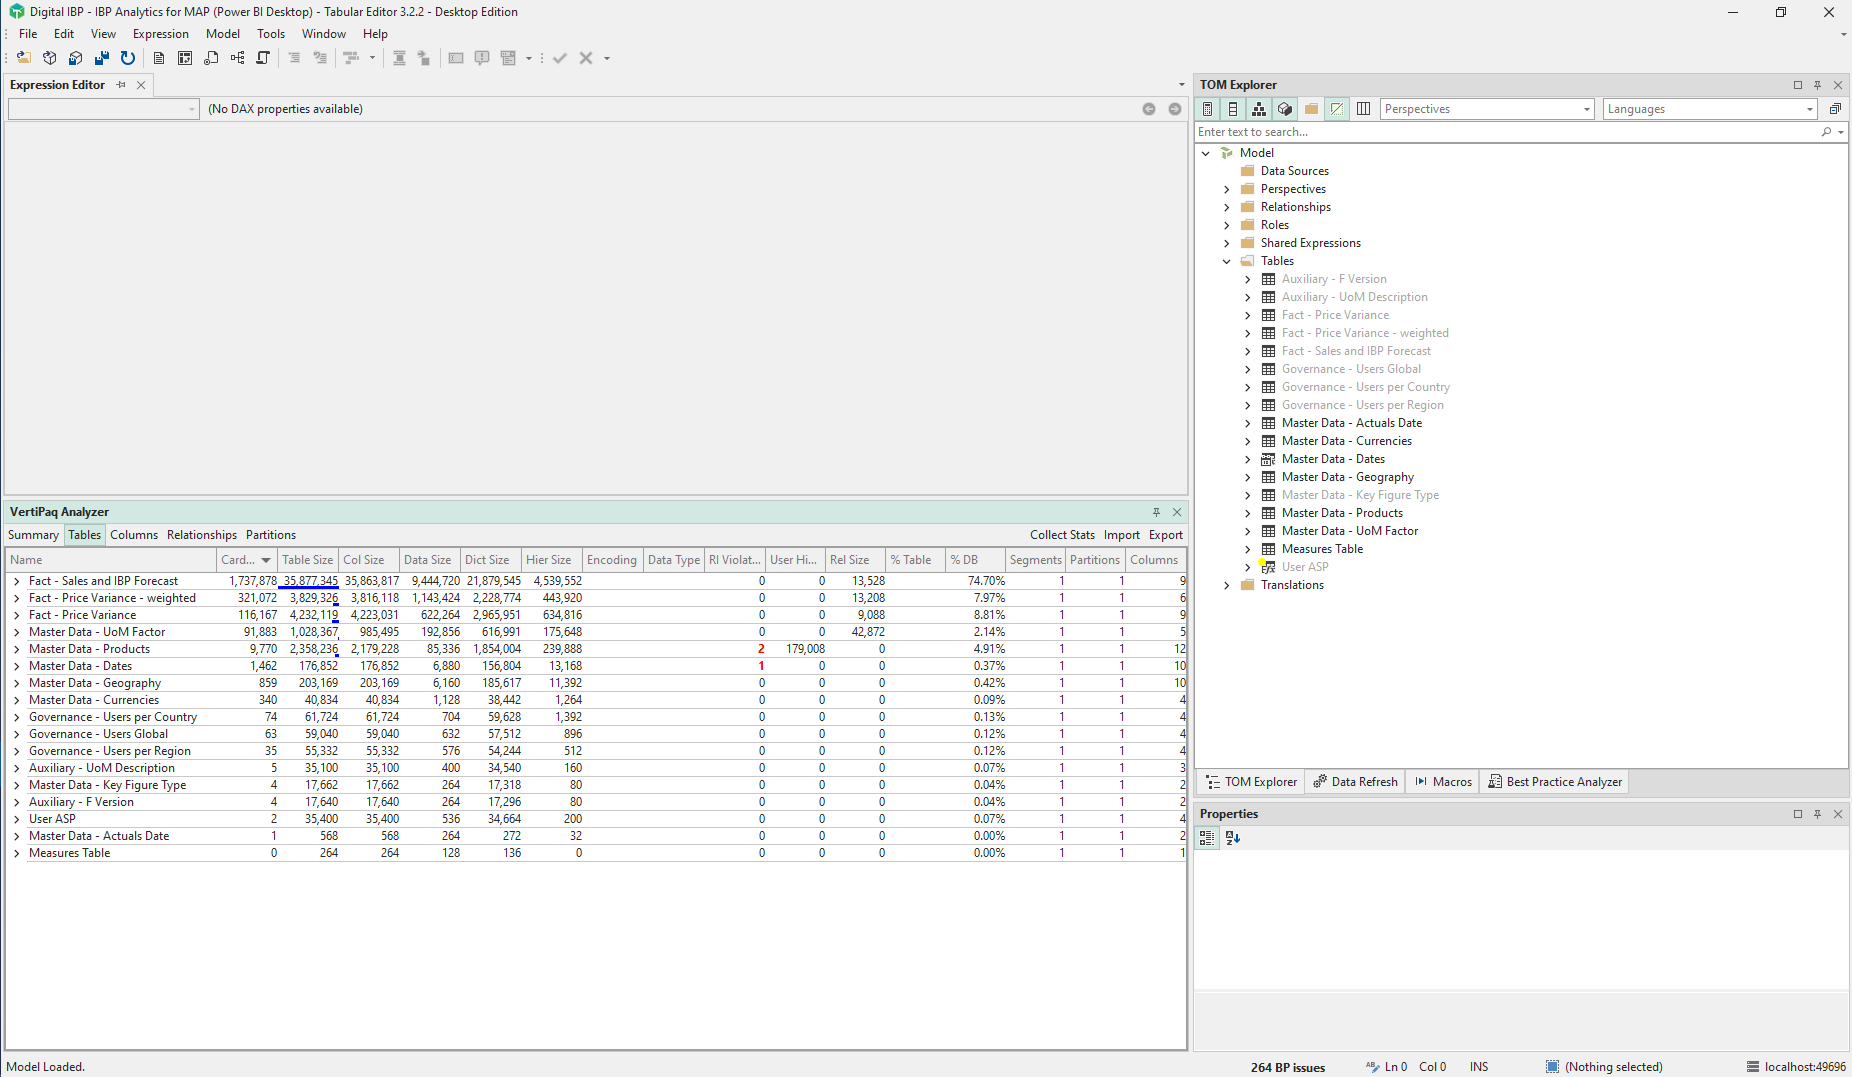 Digital IBP - IBP Analytics for MAP (Power BI Desktop) - Tabular Editor 3.2.2 - Desktop Edition
File Edit View Expression Model Tools Window Help
Expression Editor
(No DAX properties available)
VertiPaq Analyzer
Summary Tables Columns Relationships Partitions Collect Stats Import Export
Name Card... Table Size Col Size Data Size Dict Size Hier Size Encoding Data Type RI Violat... User Hi... Rel Size % Table % DB Segments Partitions Columns
Fact - Sales and IBP Forecast 1,737,878 35,877,345 35,863,817 9,444,720 21,879,545 4,539,552 0 0 13,528 74.70% 1 1 9
Fact - Price Variance - weighted 321,072 3,829,326 3,816,118 1,143,424 2,228,774 443,920 0 0 13,208 7.97% 1 1 6
Fact - Price Variance 116,167 4,232,119 4,223,031 622,264 2,965,951 634,816 0 0 9,088 8.81% 1 1 9
Master Data - UoM Factor 91,883 1,028,367 985,495 192,856 616,991 175,648 0 0 42,872 2.14% 1 1 5
Master Data - Products 9,770 2,358,236 2,179,228 85,336 1,854,004 239,888 2 179,008 0 4.91% 1 1 12
Master Data - Dates 1,462 176,852 176,852 6,880 156,804 13,168 1 0 0 0.37% 1 1 10
Master Data - Geography 859 203,169 203,169 6,160 185,617 11,392 0 0 0 0.42% 1 1 10
Master Data - Currencies 340 40,834 40,834 1,128 38,442 1,264 0 0 0 0.09% 1 1 4
Governance - Users per Country 74 61,724 61,724 704 59,628 1,392 0 0 0 0.13% 1 1 4
Governance - Users Global 63 59,040 59,040 632 57,512 896 0 0 0 0.12% 1 1 4
Governance - Users per Region 35 55,332 55,332 576 54,244 512 0 0 0 0.12% 1 1 4
Auxiliary - UoM Description 5 35,100 35,100 400 34,540 160 0 0 0 0.07% 1 1 3
Master Data - Key Figure Type 4 17,662 17,662 264 17,318 80 0 0 0 0.04% 1 1 2
Auxiliary - F Version 4 17,640 17,640 264 17,296 80 0 0 0 0.04% 1 1 2
User ASP 2 35,400 35,400 536 34,664 200 0 0 0 0.07% 1 1 4
Master Data - Actuals Date 1 568 568 264 272 32 0 0 0 0.00% 1 1 2
Measures Table 0 264 264 128 136 0 0 0 0 0.00% 1 1 1
TOM Explorer
Perspectives Languages
Enter text to search...
Model
Data Sources
Perspectives
Relationships
Roles
Shared Expressions
Tables
Auxiliary - F Version
Auxiliary - UoM Description
Fact - Price Variance
Fact - Price Variance - weighted
Fact - Sales and IBP Forecast
Governance - Users Global
Governance - Users per Country
Governance - Users per Region
Master Data - Actuals Date
Master Data - Currencies
Master Data - Dates
Master Data - Geography
Master Data - Key Figure Type
Master Data - Products
Master Data - UoM Factor
Measures Table
User ASP
Translations
TOM Explorer Data Refresh Macros Best Practice Analyzer
Properties
Model Loaded. 264 BP issues Ln 0 Col 0 INS (Nothing selected) localhost:49696